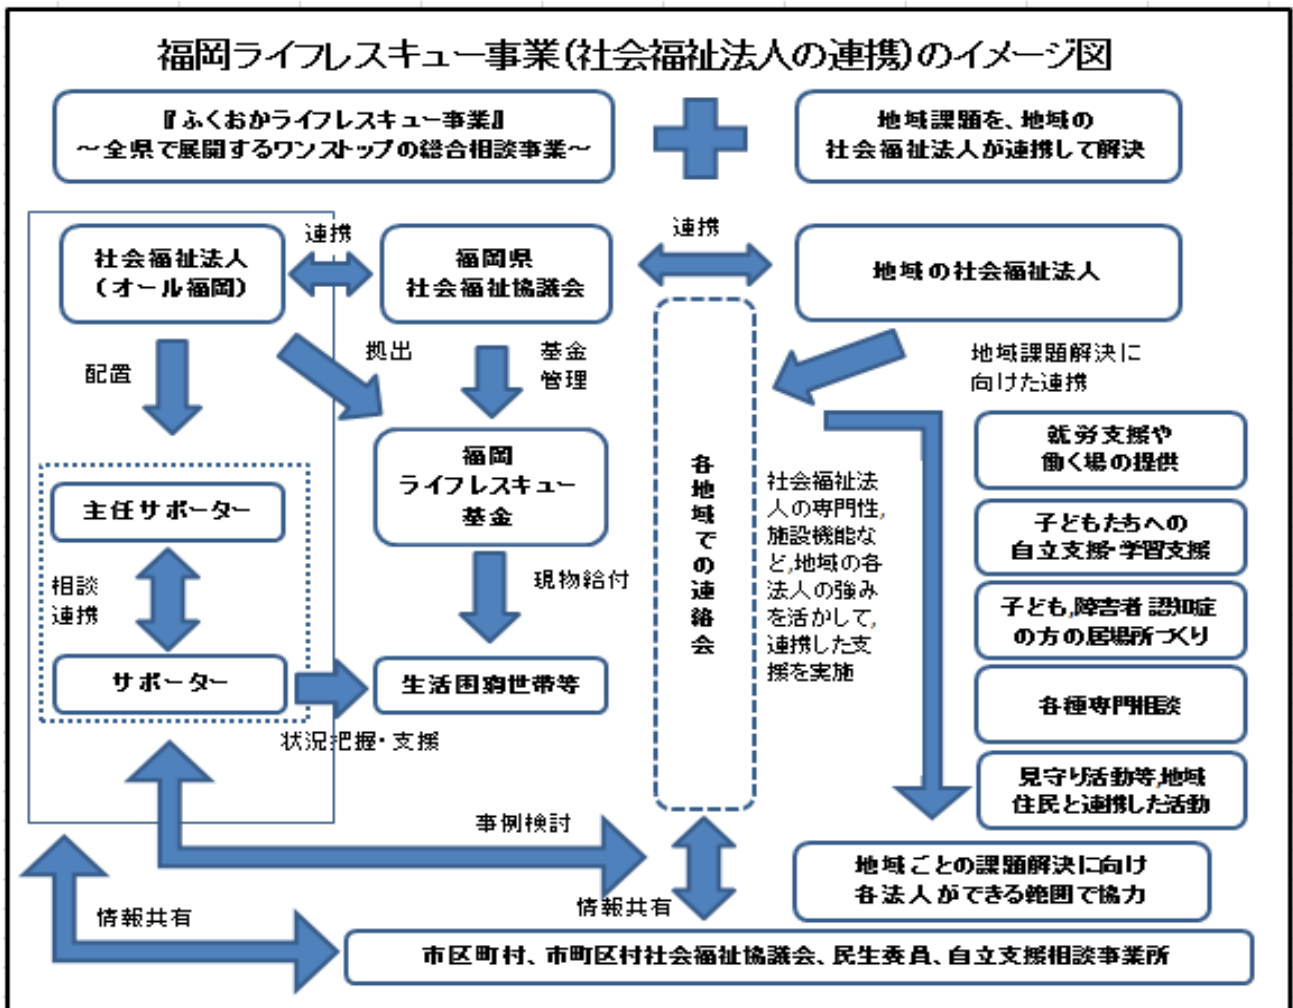 福岡ライフレスキュー事業(社会福祉法人の連携)のイメージ図
『ふくおかライフレスキュー事業』
～全県で展開するワンストップの総合相談事業～
地域課題を、地域の
社会福祉法人が連携して解決
社会福祉法人
(オール福岡)
連携
福岡県
社会福祉協議会
連携
地域の社会福祉法人
配置
拠出
基金
管理
地域課題解決に
向けた連携
福岡
ライフレスキュー
基金
主任サポーター
相談
連携
サポーター
現物給付
生活困窮世帯等
状況把握・支援
各地域での連絡会
社会福祉法
人の専門性,
施設機能な
ど,地域の各
法人の強み
を活かして,
連携した支
援を実施
就労支援や
働く場の提供
子どもたちへの
自立支援・学習支援
子ども,障害者 認知症
の方の居場所づくり
各種専門相談
見守り活動等,地域
住民と連携した活動
事例検討
地域ごとの課題解決に向け
各法人ができる範囲で協力
情報共有
情報共有
市区町村、市町区村社会福祉協議会、民生委員、自立支援相談事業所